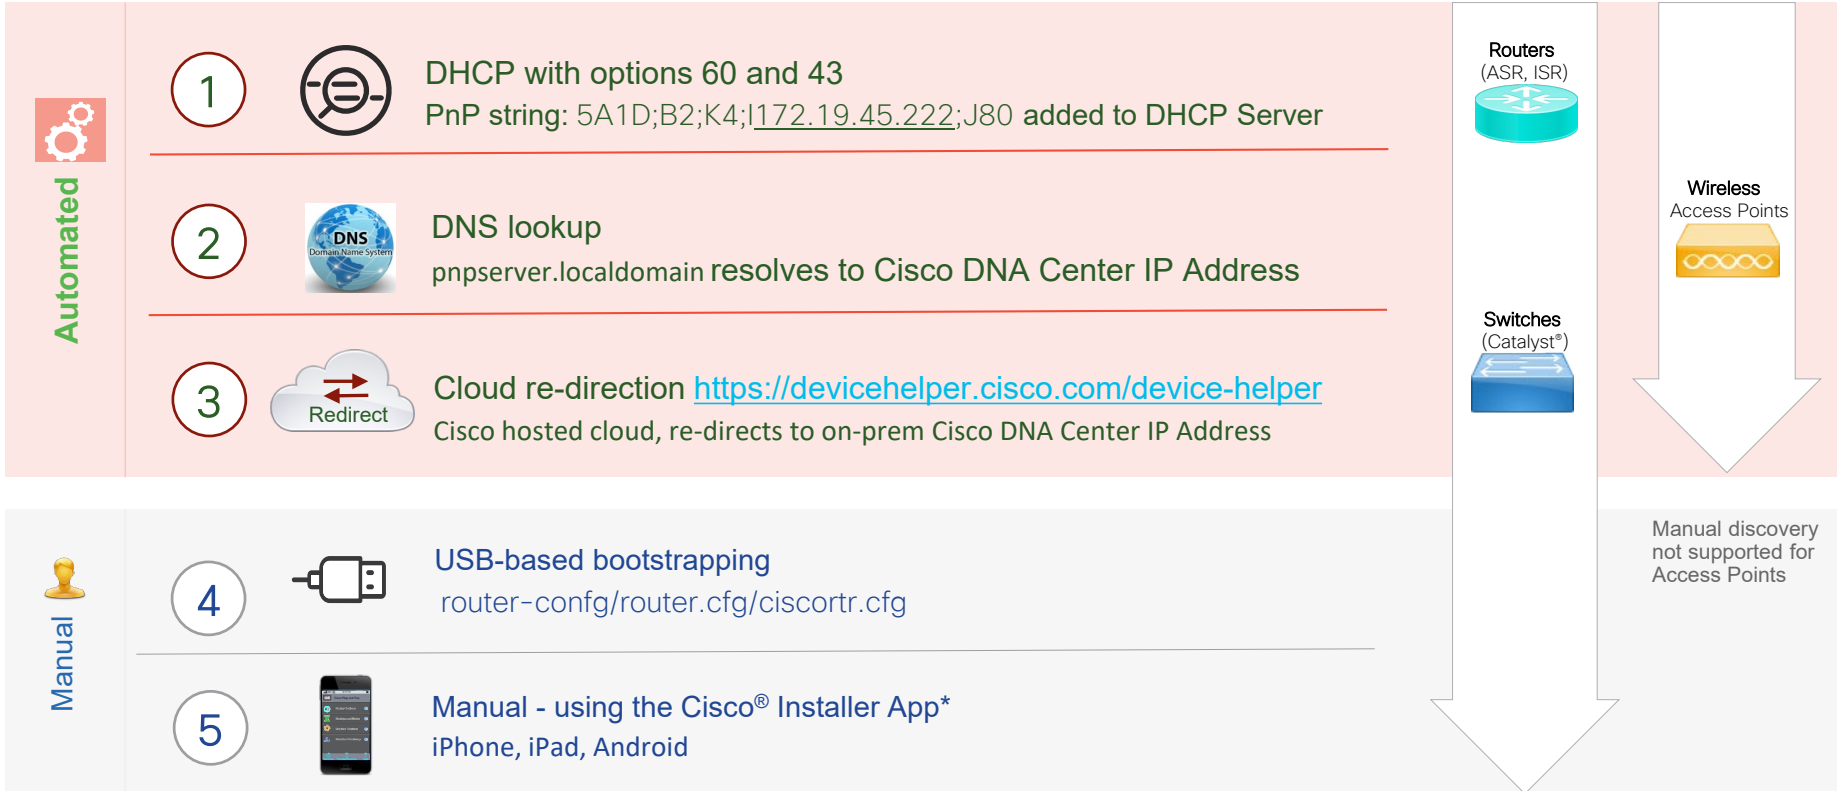 Automated
1
DHCP with options 60 and 43
PnP string: 5A1D;B2;K4;I172.19.45.222;J80 added to DHCP Server
2
DNS
Domain Name System
DNS lookup
pnpserver.localdomain resolves to Cisco DNA Center IP Address
3
Redirect
Cloud re-direction https://devicehelper.cisco.com/device-helper
Cisco hosted cloud, re-directs to on-prem Cisco DNA Center IP Address
Routers
(ASR, ISR)
Switches
(Catalyst®)
Wireless
Access Points
Manual
4
USB-based bootstrapping
router-confg/router.cfg/ciscortr.cfg
5
Manual - using the Cisco® Installer App*
iPhone, iPad, Android
Manual discovery
not supported for
Access Points